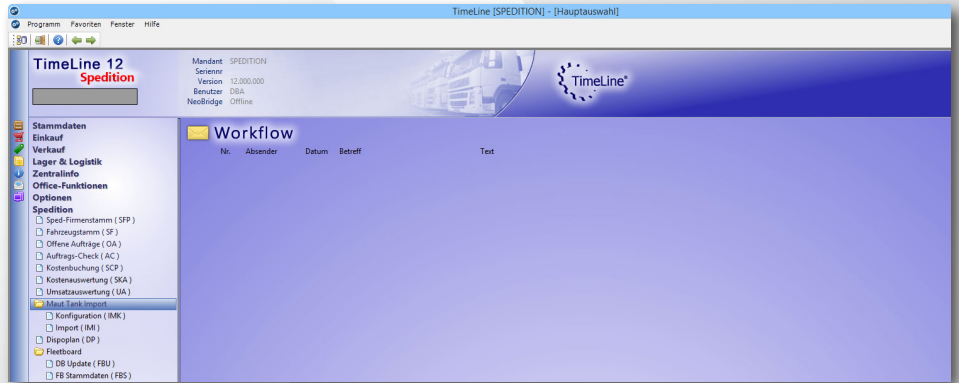 TimeLine [SPEDITION] - [Hauptauswahl]
Programm Favoriten Fenster Hilfe
TimeLine 12
Spedition
Mandant SPEDITION
Seriennr
Version 12.000.000
Benutzer DBA
NeoBridge Offline
TimeLine®
Stammdaten
Einkauf
Verkauf
Lager & Logistik
Zentralinfo
Office-Funktionen
Optionen
Spedition
Sped-Firmenstamm ( SFP )
Fahrzeugstamm ( SF )
Offene Aufträge ( OA )
Auftrags-Check ( AC )
Kostenbuchung ( SCP )
Kostenauswertung ( SKA )
Umsatzauswertung ( UA )
Maut Tank Import
Konfiguration ( IMK )
Import ( IMI )
Dispoplan ( DP )
Fleetboard
DB Update ( FBU )
FB Stammdaten ( FBS )
Workflow
Nr. Absender Datum Betreff Text